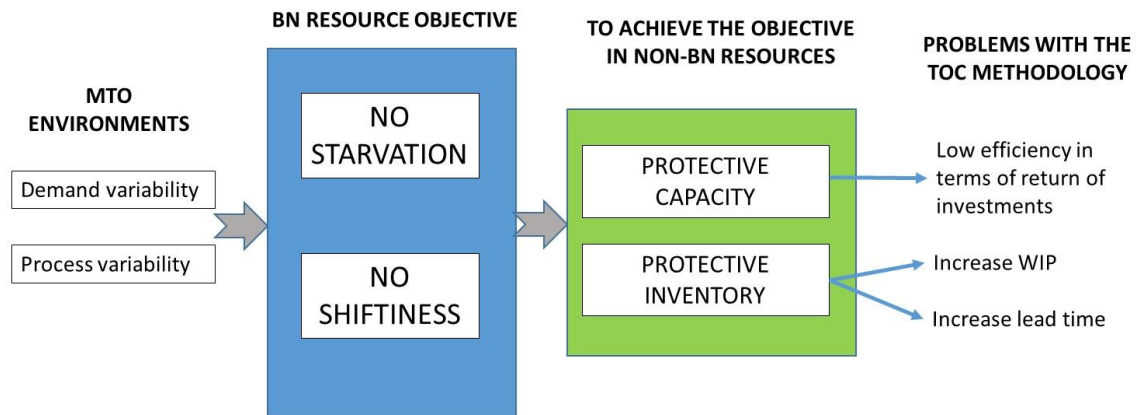 MTO
ENVIRONMENTS
Demand variability
Process variability
BN RESOURCE OBJECTIVE
NO
STARVATION
NO
SHIFTINESS
TO ACHIEVE THE OBJECTIVE
IN NON-BN RESOURCES
PROTECTIVE
CAPACITY
PROTECTIVE
INVENTORY
PROBLEMS WITH THE
TOC METHODOLOGY
Low efficiency in
terms of return of
investments
Increase WIP
Increase lead time